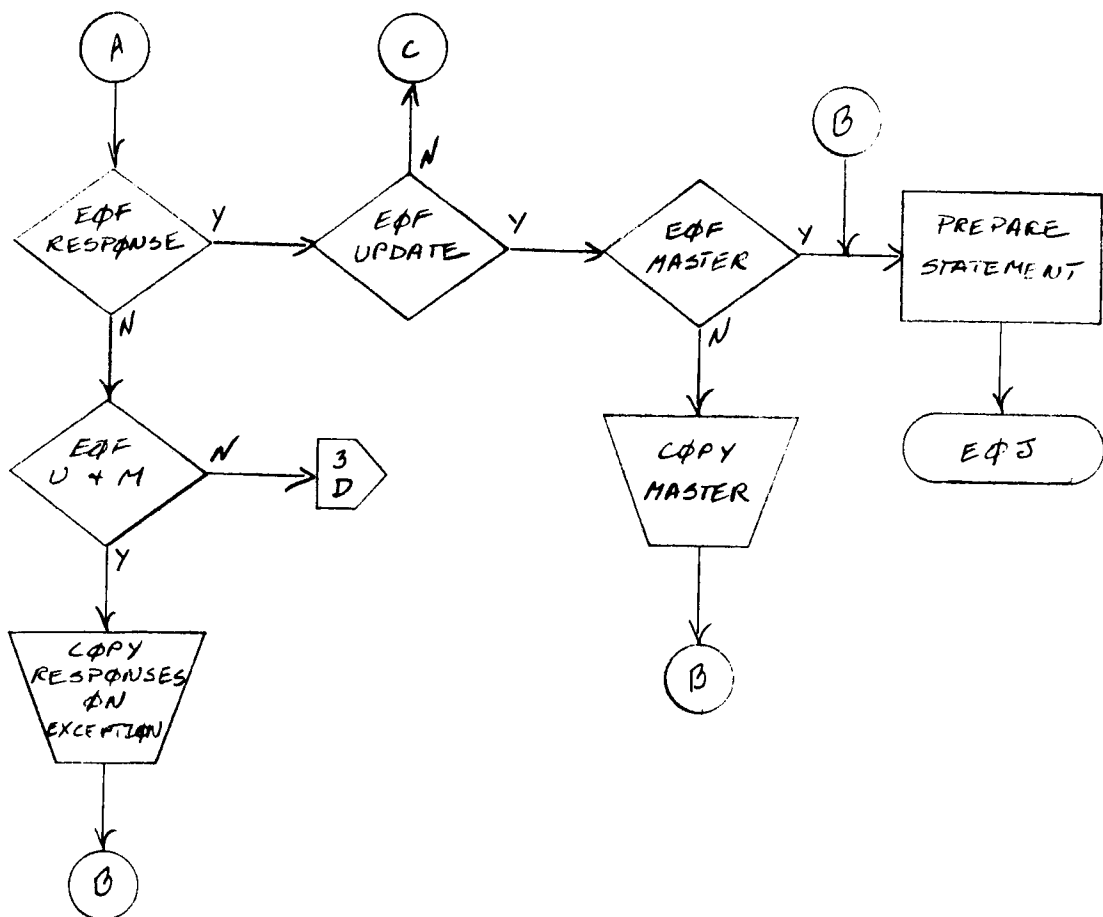 A
C
B
EØF
RESPØNSE
Y
N
EØF
UPDATE
Y
EØF
MASTER
Y
PREPARE
STATEMENT
N
N
EØF
U + M
N
3
D
CØPY
MASTER
EØJ
Y
CØPY
RESPØNSES
ØN
EXCEPTIØN
B
B